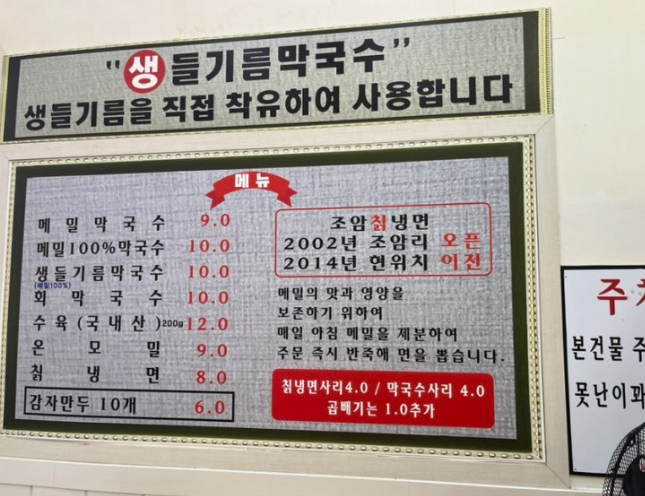 "생들기름막국수"
생들기름을 직접 착유하여 사용합니다
메뉴
메밀막국수 9.0
메밀100%막국수 10.0
생들기름막국수 10.0
(메밀100%)
회막국수 10.0
수육(국내산)200g 12.0
온모밀 9.0
칡냉면 8.0
감자만두 10개 6.0
조암칡냉면
2002년 조암리 오픈
2014년 현위치 이전
메밀의 맛과 영양을
보존하기 위하여
매일 아침 메밀을 제분하여
주문 즉시 반죽해 면을 뽑습니다.
칡냉면사리4.0 / 막국수사리 4.0
곱배기는 1.0추가
주
본건물 주
못난이과